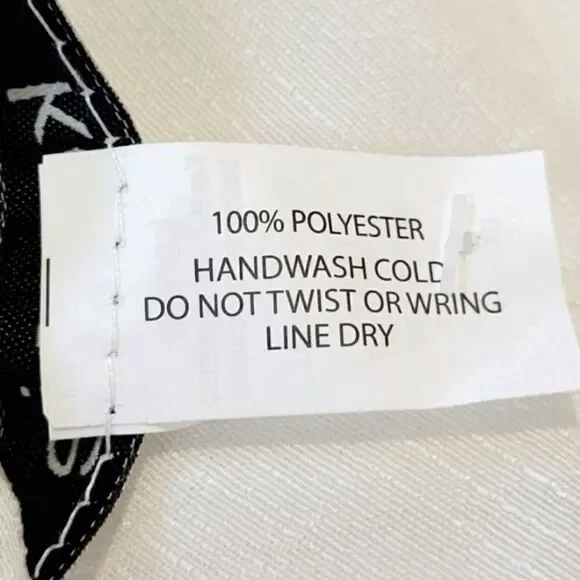 100% POLYESTER
HANDWASH COLD
DO NOT TWIST OR WRING
LINE DRY